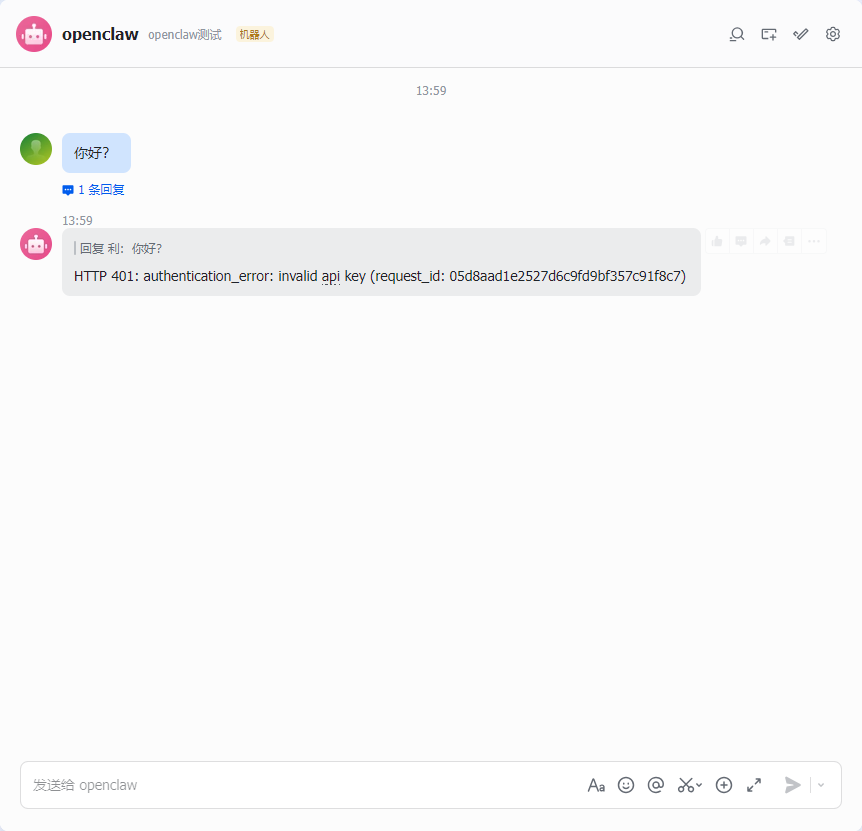 openclaw openclaw测试 机器人
13:59
你好?
1 条回复
13:59
| 回复 利: 你好?
HTTP 401: authentication_error: invalid api key (request_id: 05d8aad1e2527d6c9fd9bf357c91f8c7)
发送给 openclaw Aa